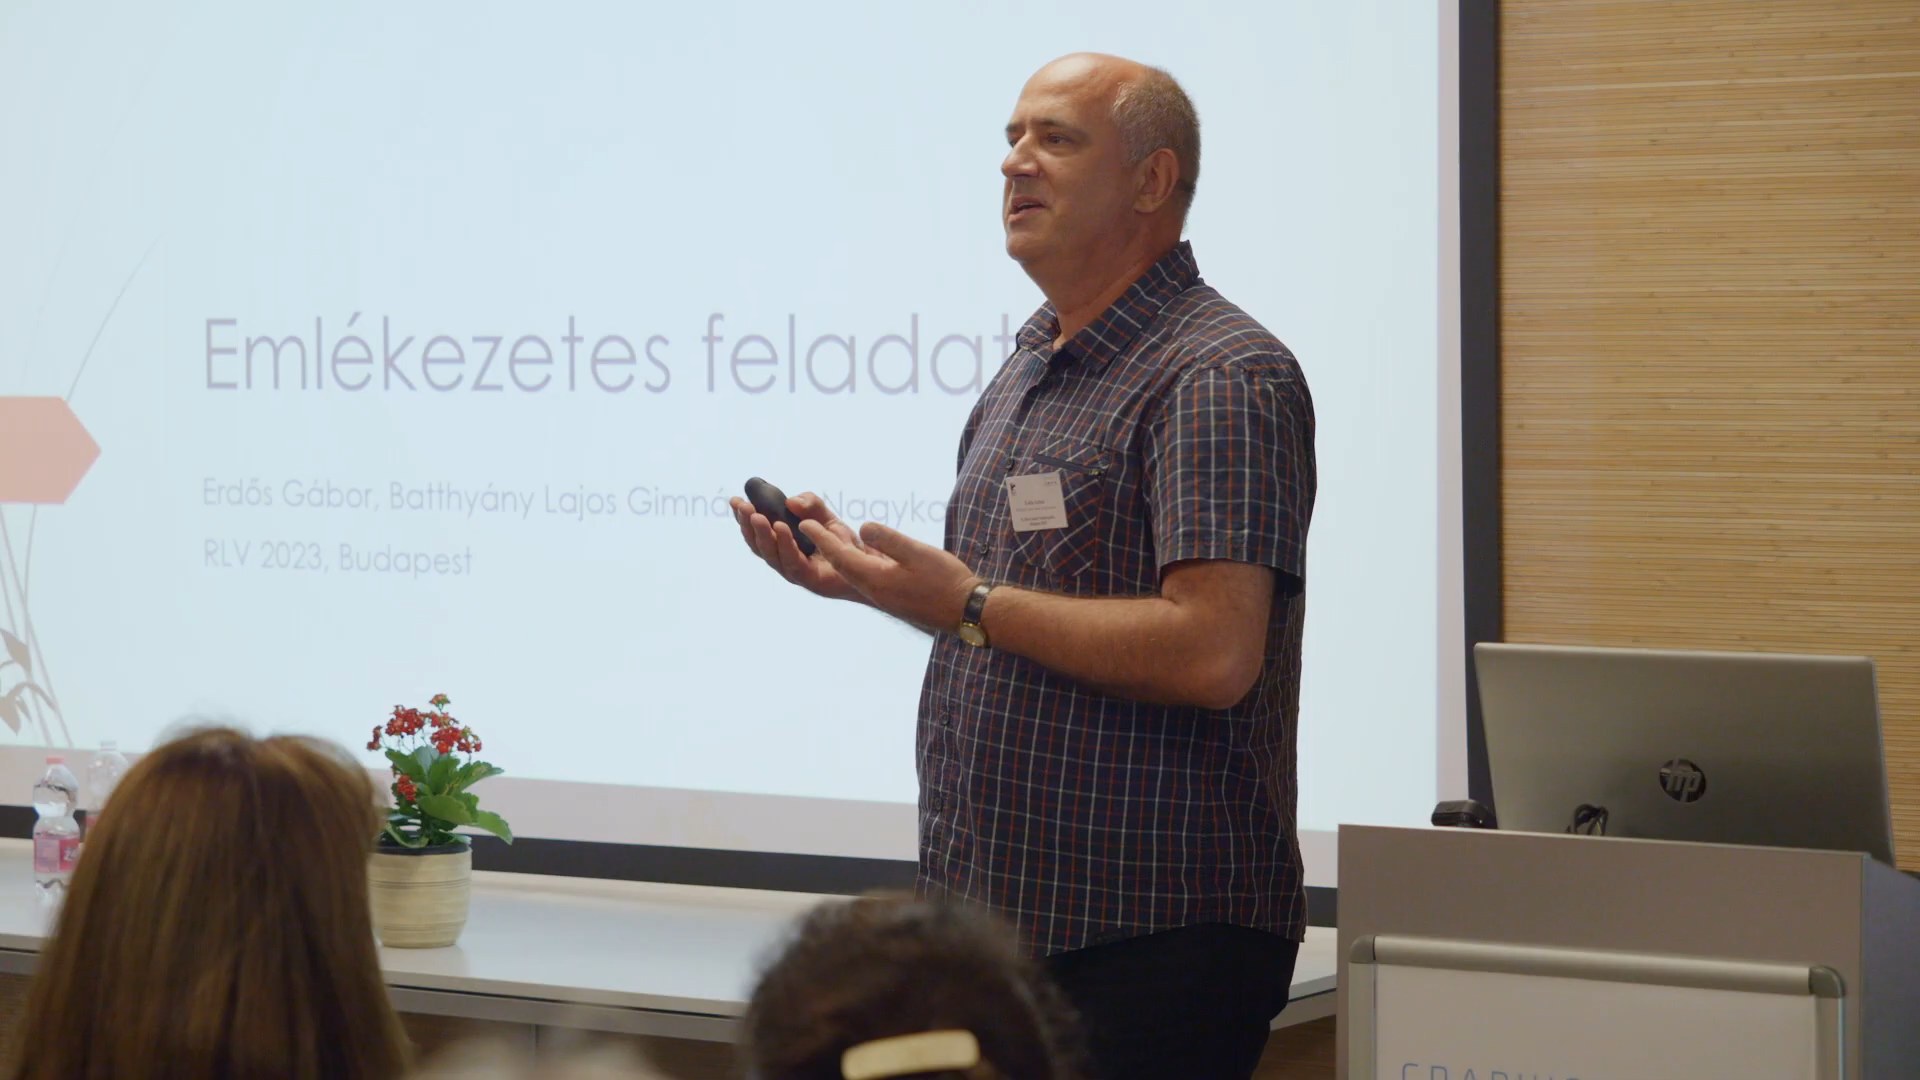 Emlékezetes feladat
Erdős Gábor, Batthyány Lajos Gimná Nagyka
RLV 2023, Budapest
hp